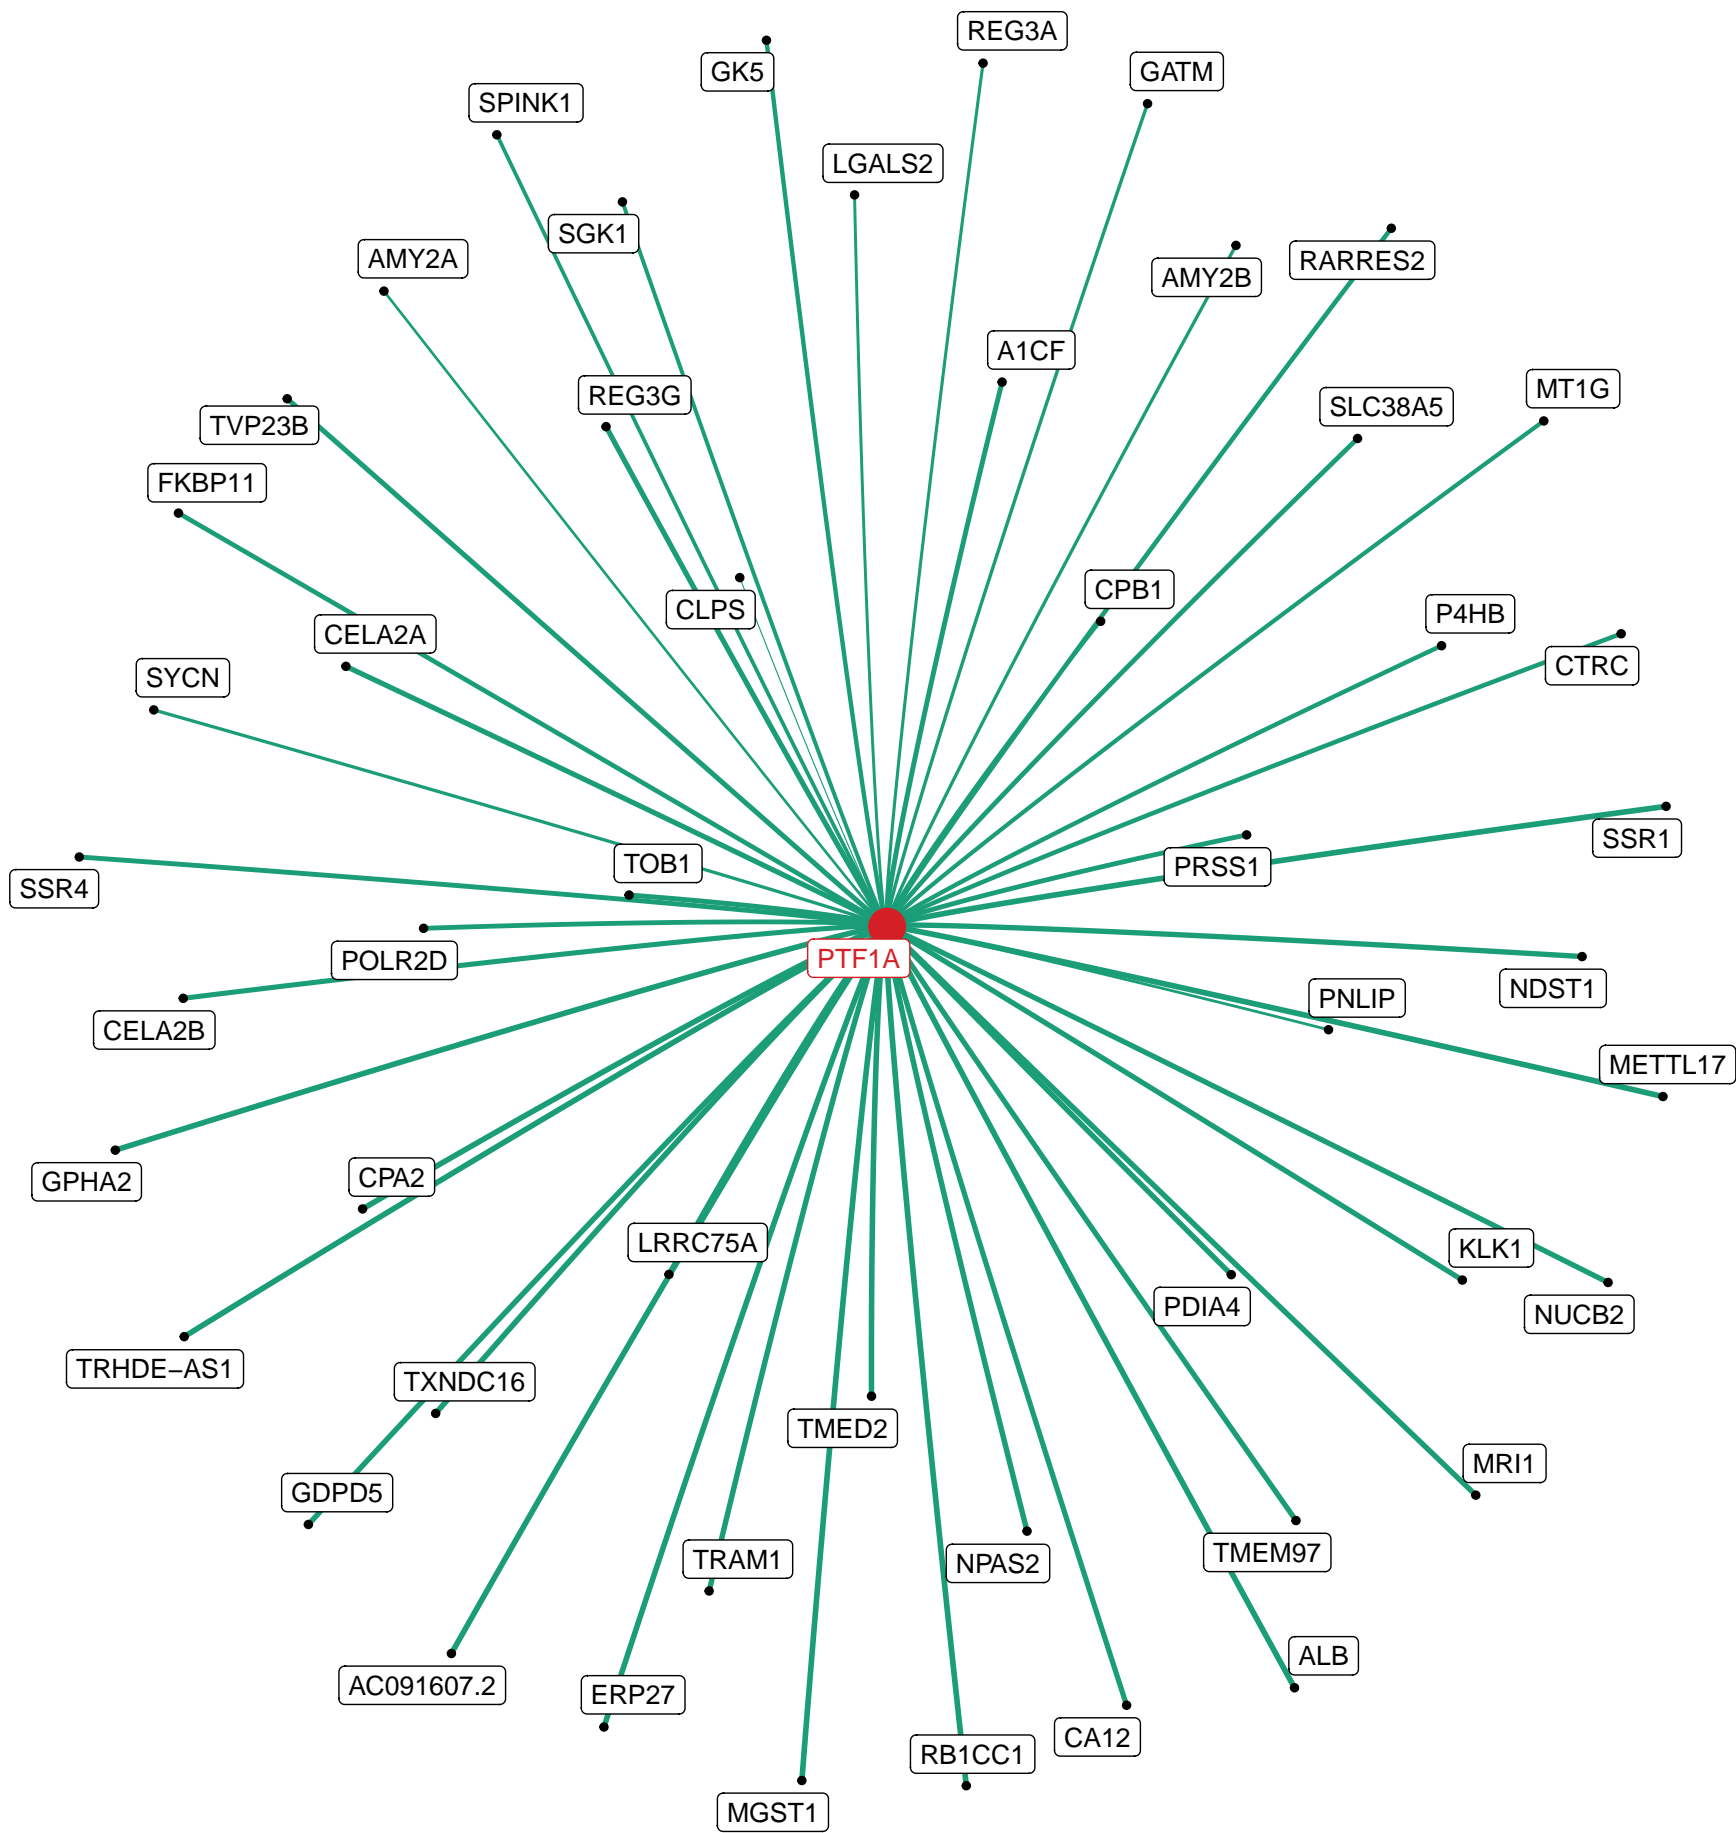 REG3A
GK5
GATM
SPINK1
LGALS2
SGK1
AMY2A
RARRES2
AMY2B
A1CF
MT1G
REG3G
SLC38A5
TVP23B
FKBP11
CPB1
CLPS
P4HB
CELA2A
CTRC
SYCN
SSR1
TOB1
PRSS1
SSR4
PTF1A
POLR2D
NDST1
PNLIP
CELA2B
METTL17
CPA2
GPHA2
LRRC75A
KLK1
PDIA4
NUCB2
TRHDE–AS1
TXNDC16
TMED2
MRI1
GDPD5
TMEM97
TRAM1
NPAS2
ALB
AC091607.2
ERP27
CA12
RB1CC1
MGST1